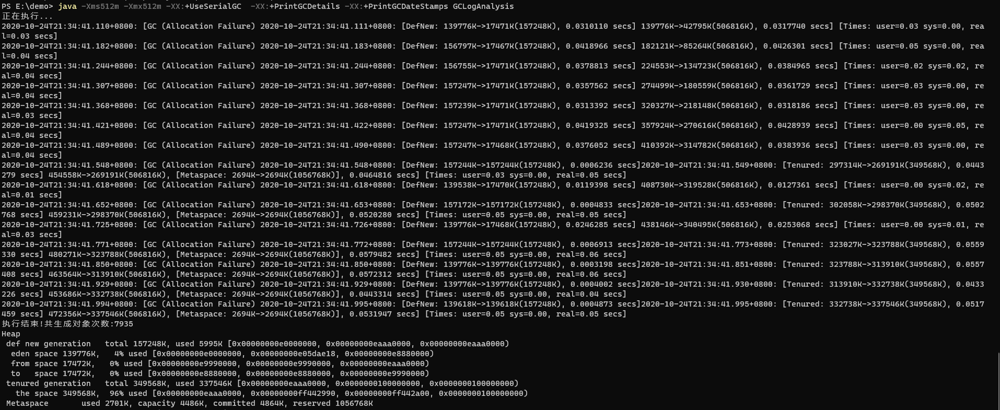 PS E:\demo> java -Xms512m -Xmx512m -XX:+UseSerialGC  -XX:+PrintGCDetails -XX:+PrintGCDateStamps GCLogAnalysis
正在执行...
2020-10-24T21:34:41.110+0800: [GC (Allocation Failure) 2020-10-24T21:34:41.111+0800: [DefNew: 139776K->17471K(157248K), 0.0310110 secs] 139776K->42795K(506816K), 0.0317740 secs] [Times: user=0.03 sys=0.00, rea
l=0.03 secs]
2020-10-24T21:34:41.182+0800: [GC (Allocation Failure) 2020-10-24T21:34:41.183+0800: [DefNew: 156797K->17467K(157248K), 0.0418966 secs] 182121K->85264K(506816K), 0.0426301 secs] [Times: user=0.05 sys=0.00, rea
l=0.04 secs]
2020-10-24T21:34:41.244+0800: [GC (Allocation Failure) 2020-10-24T21:34:41.244+0800: [DefNew: 156755K->17471K(157248K), 0.0378813 secs] 224553K->134723K(506816K), 0.0384965 secs] [Times: user=0.02 sys=0.02, re
al=0.04 secs]
2020-10-24T21:34:41.307+0800: [GC (Allocation Failure) 2020-10-24T21:34:41.307+0800: [DefNew: 157247K->17471K(157248K), 0.0357562 secs] 274499K->180559K(506816K), 0.0361729 secs] [Times: user=0.03 sys=0.00, re
al=0.04 secs]
2020-10-24T21:34:41.368+0800: [GC (Allocation Failure) 2020-10-24T21:34:41.368+0800: [DefNew: 157239K->17471K(157248K), 0.0313392 secs] 320327K->218148K(506816K), 0.0318186 secs] [Times: user=0.03 sys=0.00, re
al=0.03 secs]
2020-10-24T21:34:41.421+0800: [GC (Allocation Failure) 2020-10-24T21:34:41.422+0800: [DefNew: 157247K->17471K(157248K), 0.0419325 secs] 357924K->270616K(506816K), 0.0428939 secs] [Times: user=0.00 sys=0.05, re
al=0.04 secs]
2020-10-24T21:34:41.489+0800: [GC (Allocation Failure) 2020-10-24T21:34:41.490+0800: [DefNew: 157247K->17468K(157248K), 0.0376052 secs] 410392K->314782K(506816K), 0.0383936 secs] [Times: user=0.03 sys=0.00, re
al=0.04 secs]
2020-10-24T21:34:41.548+0800: [GC (Allocation Failure) 2020-10-24T21:34:41.548+0800: [DefNew: 157244K->157244K(157248K), 0.0006236 secs]2020-10-24T21:34:41.549+0800: [Tenured: 297314K->269191K(349568K), 0.0443
279 secs] 454558K->269191K(506816K), [Metaspace: 2694K->2694K(1056768K)], 0.0464816 secs] [Times: user=0.03 sys=0.00, real=0.05 secs]
2020-10-24T21:34:41.618+0800: [GC (Allocation Failure) 2020-10-24T21:34:41.618+0800: [DefNew: 139538K->17470K(157248K), 0.0119398 secs] 408730K->319528K(506816K), 0.0127361 secs] [Times: user=0.00 sys=0.02, re
al=0.01 secs]
2020-10-24T21:34:41.652+0800: [GC (Allocation Failure) 2020-10-24T21:34:41.653+0800: [DefNew: 157172K->157172K(157248K), 0.0004833 secs]2020-10-24T21:34:41.653+0800: [Tenured: 302058K->298370K(349568K), 0.0502
768 secs] 459231K->298370K(506816K), [Metaspace: 2694K->2694K(1056768K)], 0.0520280 secs] [Times: user=0.05 sys=0.00, real=0.05 secs]
2020-10-24T21:34:41.725+0800: [GC (Allocation Failure) 2020-10-24T21:34:41.726+0800: [DefNew: 139776K->17468K(157248K), 0.0246285 secs] 438146K->340495K(506816K), 0.0253068 secs] [Times: user=0.00 sys=0.01, re
al=0.03 secs]
2020-10-24T21:34:41.771+0800: [GC (Allocation Failure) 2020-10-24T21:34:41.772+0800: [DefNew: 157244K->157244K(157248K), 0.0006913 secs]2020-10-24T21:34:41.773+0800: [Tenured: 323027K->323788K(349568K), 0.0559
330 secs] 480271K->323788K(506816K), [Metaspace: 2694K->2694K(1056768K)], 0.0579482 secs] [Times: user=0.05 sys=0.00, real=0.06 secs]
2020-10-24T21:34:41.850+0800: [GC (Allocation Failure) 2020-10-24T21:34:41.850+0800: [DefNew: 139776K->139776K(157248K), 0.0003198 secs]2020-10-24T21:34:41.851+0800: [Tenured: 323788K->313910K(349568K), 0.0557
408 secs] 463564K->313910K(506816K), [Metaspace: 2694K->2694K(1056768K)], 0.0572312 secs] [Times: user=0.05 sys=0.00, real=0.06 secs]
2020-10-24T21:34:41.929+0800: [GC (Allocation Failure) 2020-10-24T21:34:41.929+0800: [DefNew: 139776K->139776K(157248K), 0.0004002 secs]2020-10-24T21:34:41.930+0800: [Tenured: 313910K->332738K(349568K), 0.0433
226 secs] 453686K->332738K(506816K), [Metaspace: 2694K->2694K(1056768K)], 0.0443314 secs] [Times: user=0.05 sys=0.00, real=0.04 secs]
2020-10-24T21:34:41.994+0800: [GC (Allocation Failure) 2020-10-24T21:34:41.995+0800: [DefNew: 139618K->139618K(157248K), 0.0004873 secs]2020-10-24T21:34:41.995+0800: [Tenured: 332738K->337546K(349568K), 0.0517
459 secs] 472356K->337546K(506816K), [Metaspace: 2694K->2694K(1056768K)], 0.0531947 secs] [Times: user=0.05 sys=0.00, real=0.05 secs]
执行结束!共生成对象次数:7935
Heap
 def new generation   total 157248K, used 5995K [0x00000000e0000000, 0x00000000eaaa0000, 0x00000000eaaa0000)
  eden space 139776K,   4% used [0x00000000e0000000, 0x00000000e05dae18, 0x00000000e8880000)
  from space 17472K,   0% used [0x00000000e9990000, 0x00000000e9990000, 0x00000000eaaa0000)
  to   space 17472K,   0% used [0x00000000e8880000, 0x00000000e8880000, 0x00000000e9990000)
 tenured generation   total 349568K, used 337546K [0x00000000eaaa0000, 0x0000000100000000, 0x0000000100000000)
   the space 349568K,  96% used [0x00000000eaaa0000, 0x00000000ff442990, 0x00000000ff442a00, 0x0000000100000000)
 Metaspace       used 2701K, capacity 4486K, committed 4864K, reserved 1056768K